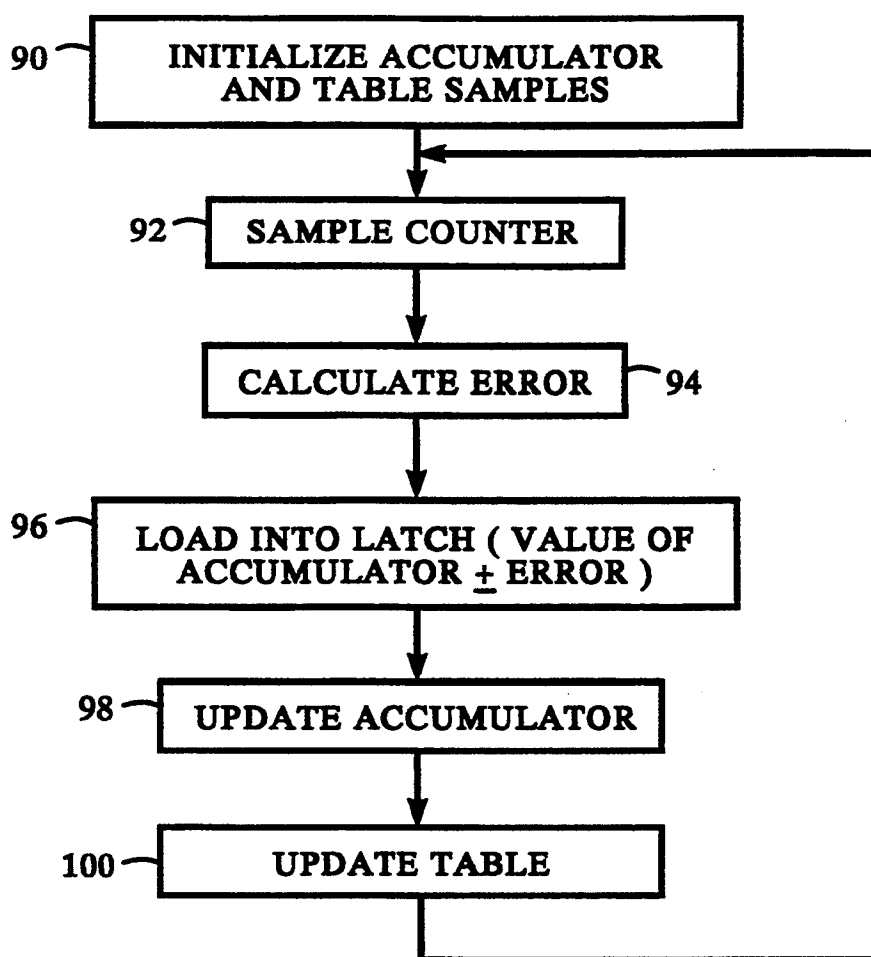 90
INITIALIZE ACCUMULATOR
AND TABLE SAMPLES
92
SAMPLE COUNTER
CALCULATE ERROR
94
96
LOAD INTO LATCH ( VALUE OF
ACCUMULATOR ± ERROR )
98
UPDATE ACCUMULATOR
100
UPDATE TABLE